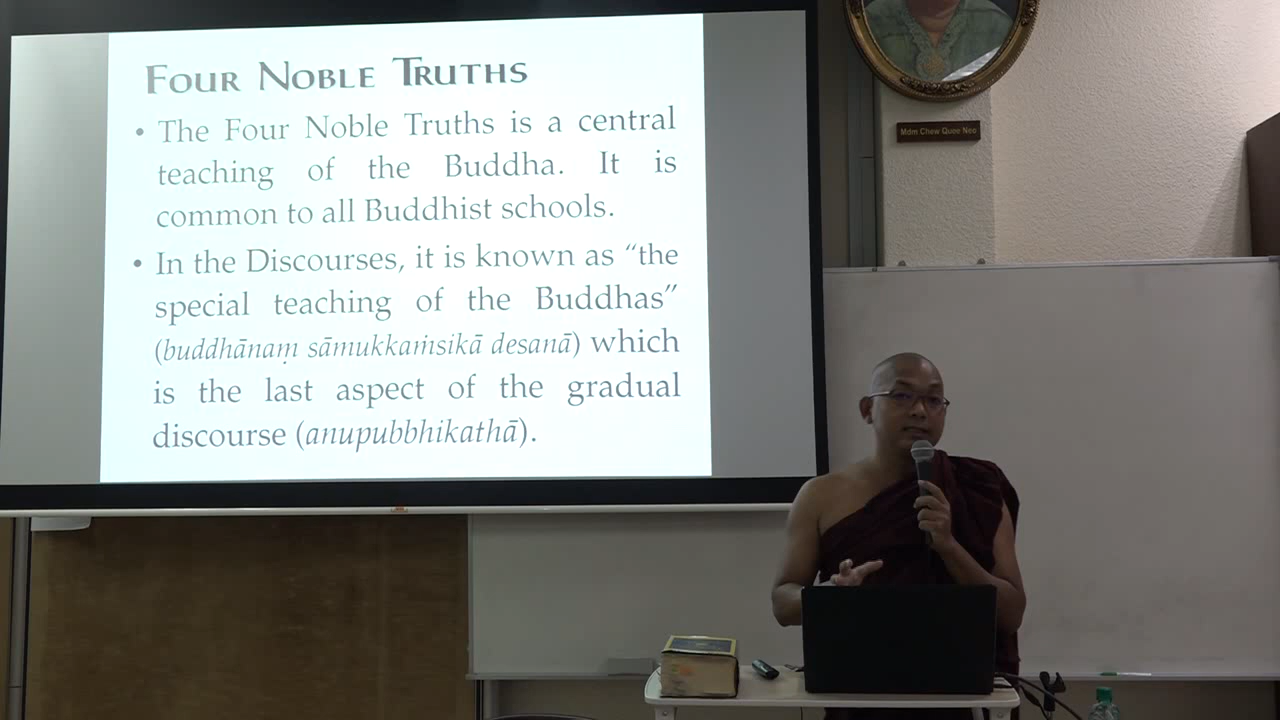 FOUR NOBLE TRUTHS
• The Four Noble Truths is a central
teaching of the Buddha. It is
common to all Buddhist schools.
• In the Discourses, it is known as “the
special teaching of the Buddhas”
(buddhānaṃ sāmukkaṁsikā desanā) which
is the last aspect of the gradual
discourse (anupubbhikathā).
Mdm Chew Quee Neo